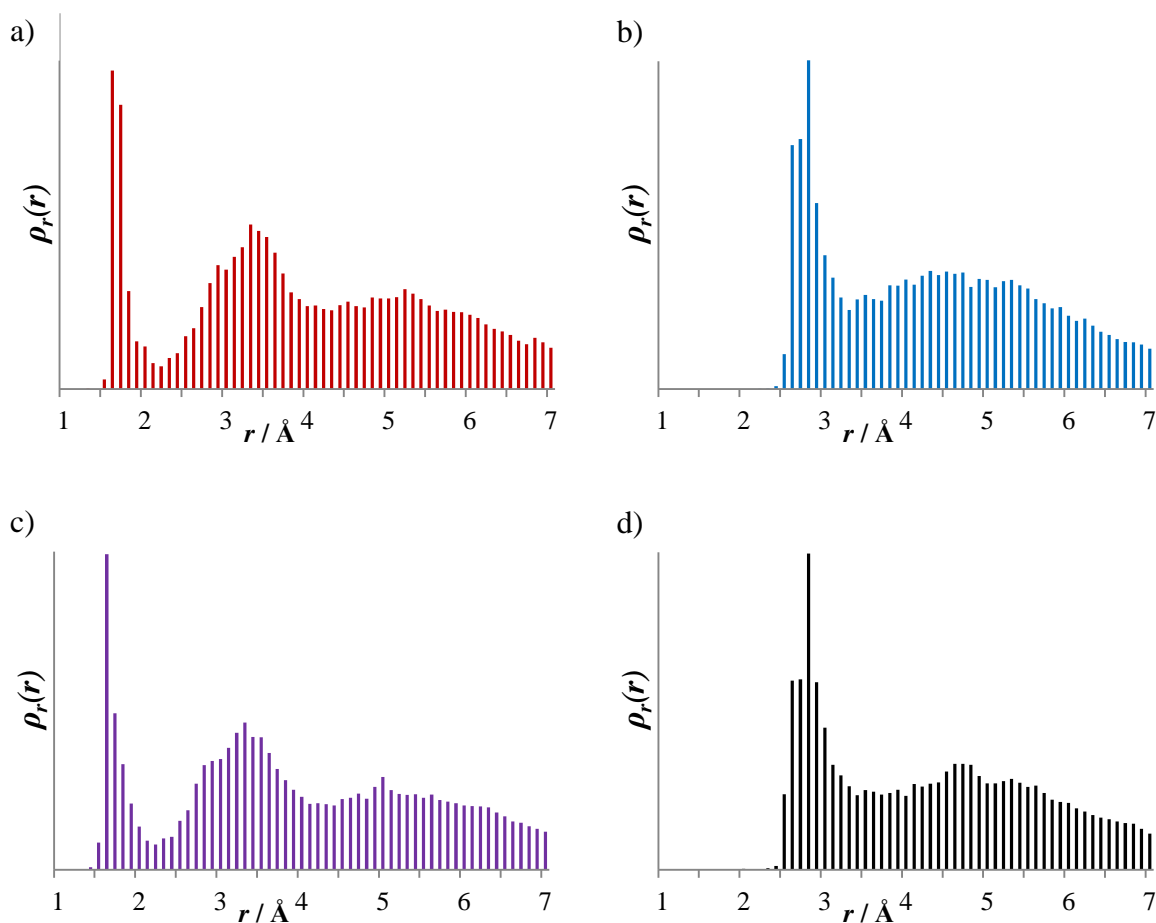 a)
ρr(r)
1 2 3 4 5 6 7
r / Å
b)
ρr(r)
1 2 3 4 5 6 7
r / Å
c)
ρr(r)
1 2 3 4 5 6 7
r / Å
d)
ρr(r)
1 2 3 4 5 6 7
r / Å